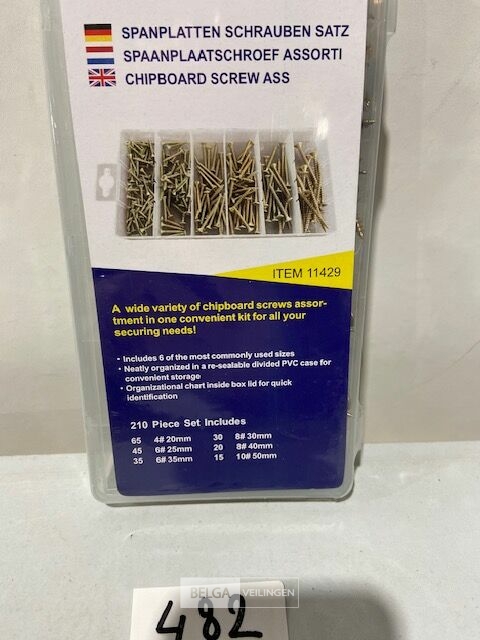 SPANPLATTEN SCHRAUBEN SATZ
SPAANPLAATSCHROEF ASSORTI
CHIPBOARD SCREW ASS
ITEM 11429
A wide variety of chipboard screws assor-
tment in one convenient kit for all your
securing needs!
• Includes 6 of the most commonly used sizes
• Neatly organized in a re-sealable divided PVC case for
convenient storage
• Organizational chart inside box lid for quick
identification
210 Piece Set Includes
65 4# 20mm 30 8# 30mm
45 6# 25mm 20 8# 40mm
35 6# 35mm 15 10# 50mm
BELGA VEILINGEN
482